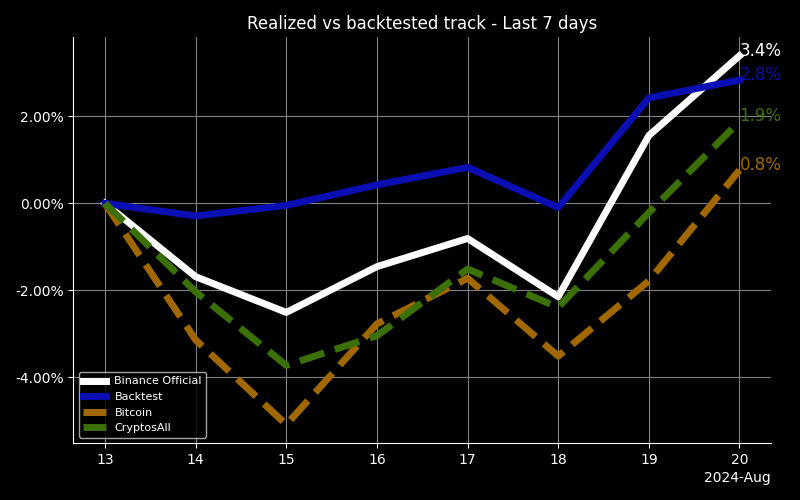 Realized vs backtested track - Last 7 days
3.4%
2.8%
2.00%
1.9%
0.8%
0.00%
-2.00%
-4.00%
Binance Official
Backtest
Bitcoin
CryptosAll
13 14 15 16 17 18 19 20
2024-Aug